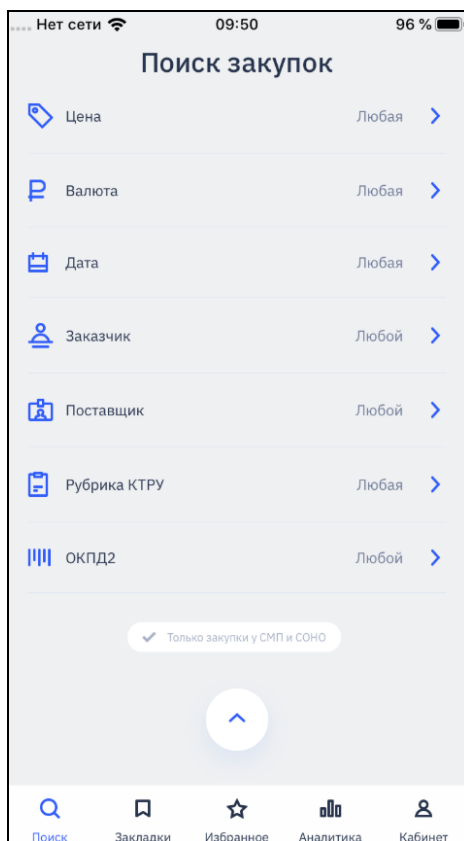 Нет сети 09:50 96 %
Поиск закупок
Цена Любая
Валюта Любая
Дата Любая
Заказчик Любой
Поставщик Любой
Рубрика КТРУ Любая
ОКПД2 Любой
Только закупки у СМП и СОНО
Поиск Закладки Избранное Аналитика Кабинет